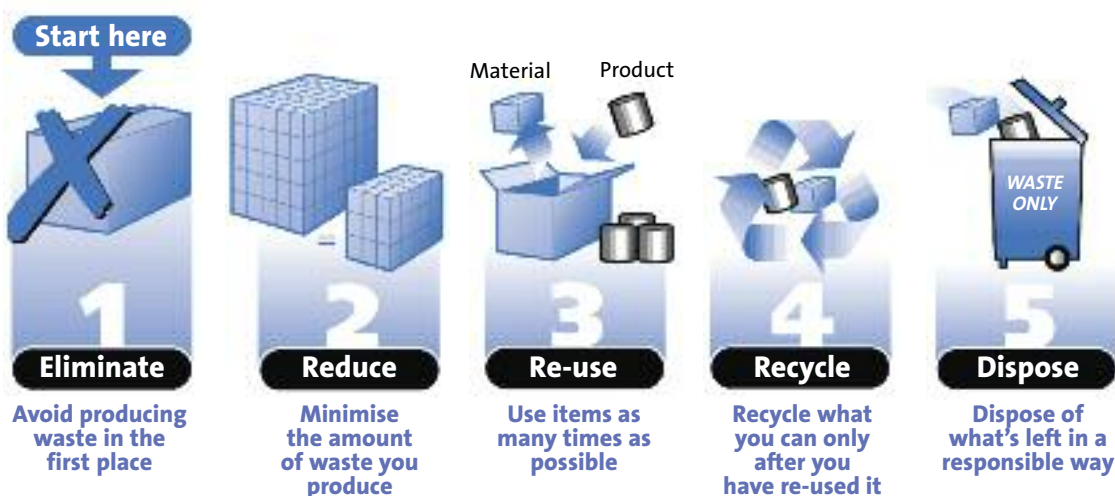 Start here
Material
Product
WASTE
ONLY
1
2
3
4
5
Eliminate
Reduce
Re-use
Recycle
Dispose
Avoid producing
waste in the
first place
Minimise
the amount
of waste you
produce
Use items as
many times as
possible
Recycle what
you can only
after you
have re-used it
Dispose of
what's left in a
responsible way